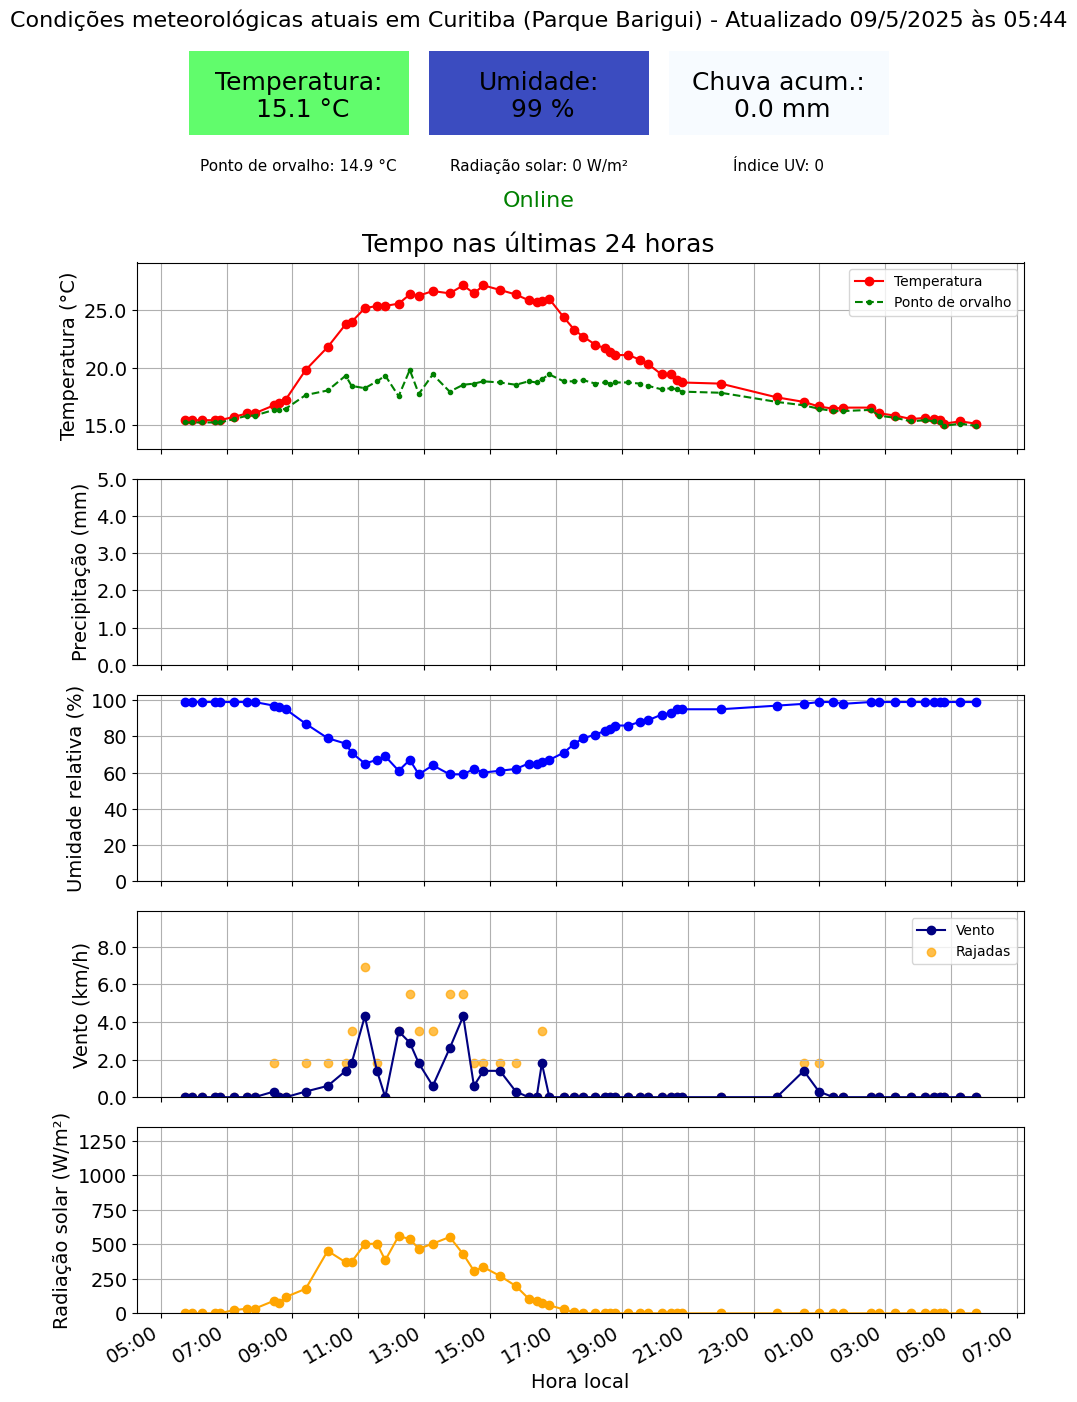 Condições meteorológicas atuais em Curitiba (Parque Barigui) - Atualizado 09/5/2025 às 05:44
Temperatura:
15.1 °C
Umidade:
99 %
Chuva acum.:
0.0 mm
Ponto de orvalho: 14.9 °C
Radiação solar: 0 W/m²
Índice UV: 0
Online
Tempo nas últimas 24 horas
Temperatura (°C)
25.0
20.0
15.0
Temperatura
Ponto de orvalho
Precipitação (mm)
5.0
4.0
3.0
2.0
1.0
0.0
Umidade relativa (%)
100
80
60
40
20
0
Vento (km/h)
8.0
6.0
4.0
2.0
0.0
Vento
Rajadas
Radiação solar (W/m²)
1250
1000
750
500
250
0
05:00
07:00
09:00
11:00
13:00
15:00
17:00
19:00
21:00
23:00
01:00
03:00
05:00
07:00
Hora local